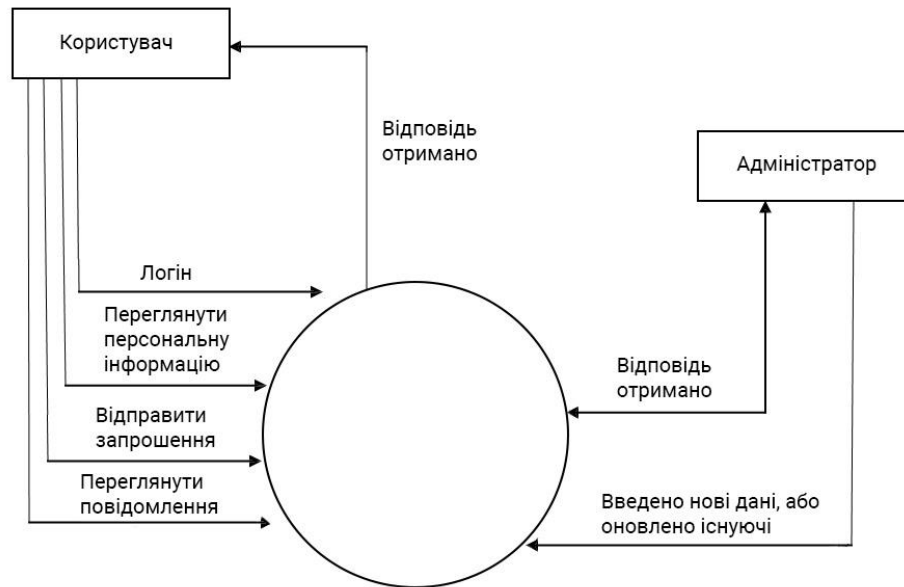 Користувач
Відповідь
отримано
Адміністратор
Логін
Переглянути
персональну
інформацію
Відповідь
отримано
Відправити
запрошення
Переглянути
повідомлення
Введено нові дані, або
оновлено існуючі